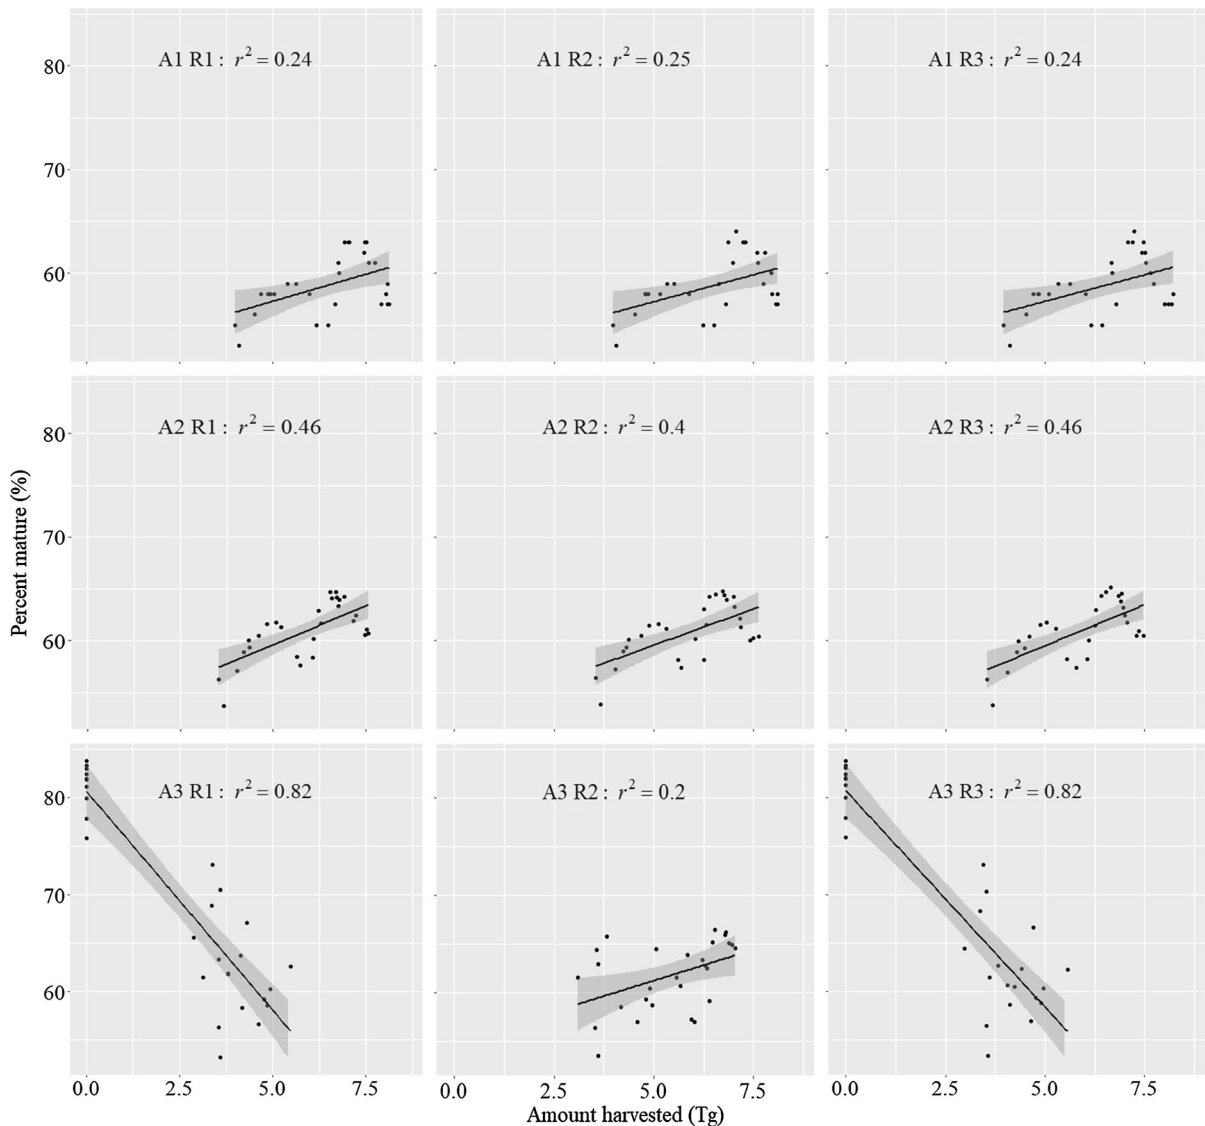 A1 R1: r² = 0.24
A1 R2: r² = 0.25
A1 R3: r² = 0.24
80
70
60
A2 R1: r² = 0.46
A2 R2: r² = 0.4
A2 R3: r² = 0.46
80
70
60
Percent mature (%)
A3 R1: r² = 0.82
A3 R2: r² = 0.2
A3 R3: r² = 0.82
80
70
60
0.0 2.5 5.0 7.5
0.0 2.5 5.0 7.5
0.0 2.5 5.0 7.5
Amount harvested (Tg)